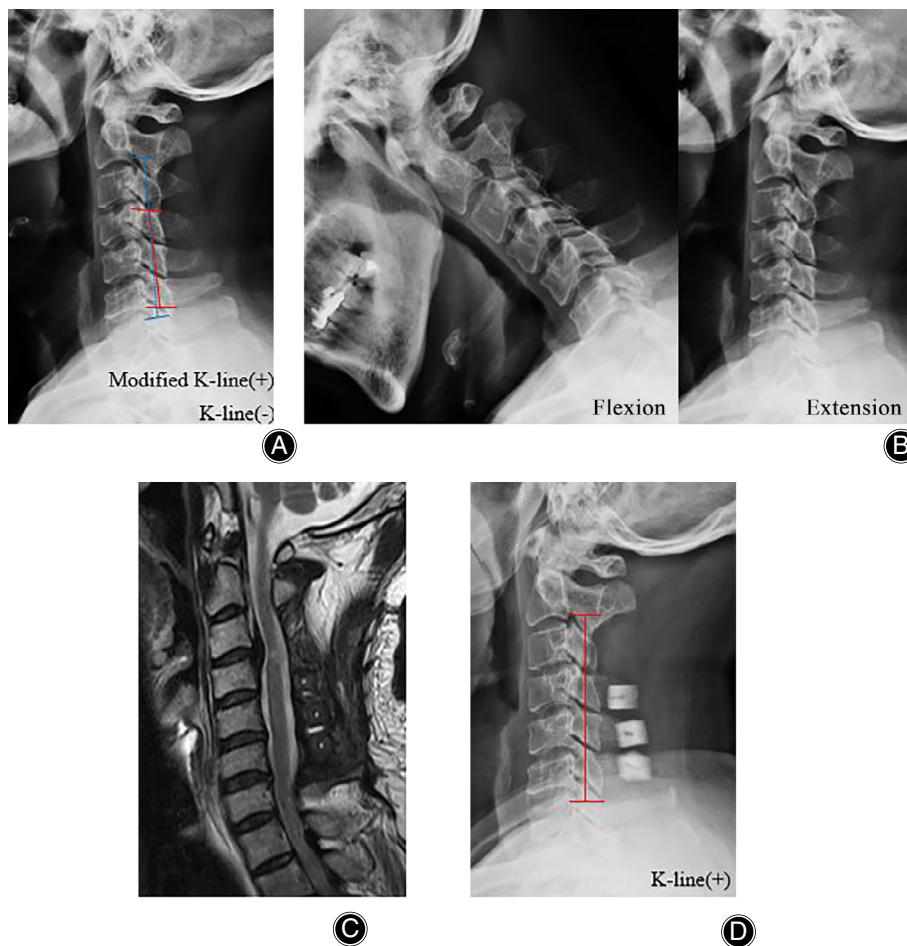 Modified K-line(+)
K-line(-)
A
Flexion
Extension
B
C
K-line(+)
D